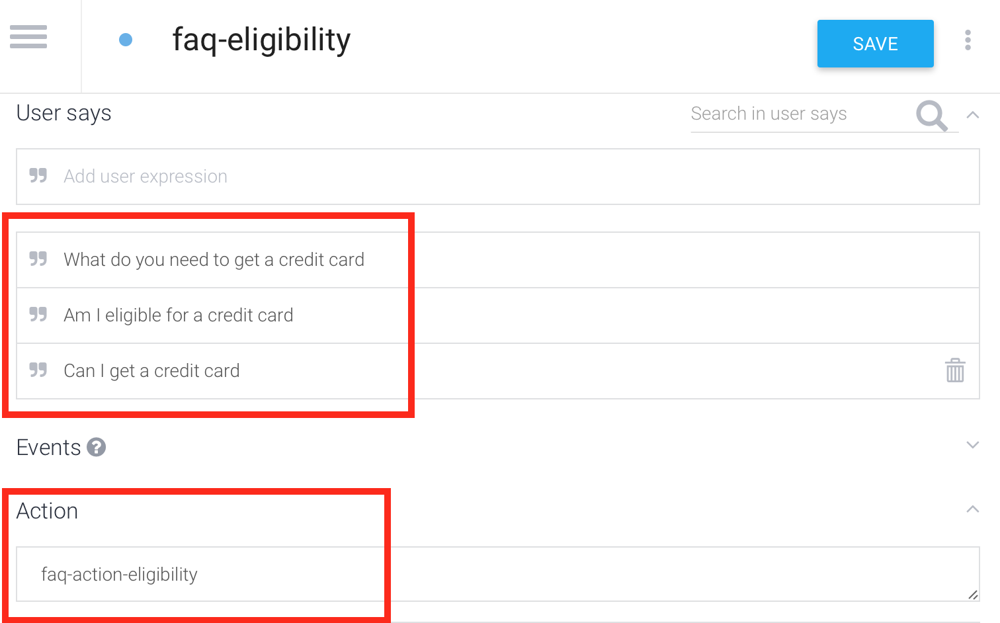 faq-eligibility
SAVE
User says
Search in user says
Add user expression
What do you need to get a credit card
Am I eligible for a credit card
Can I get a credit card
Events ?
Action
faq-action-eligibility